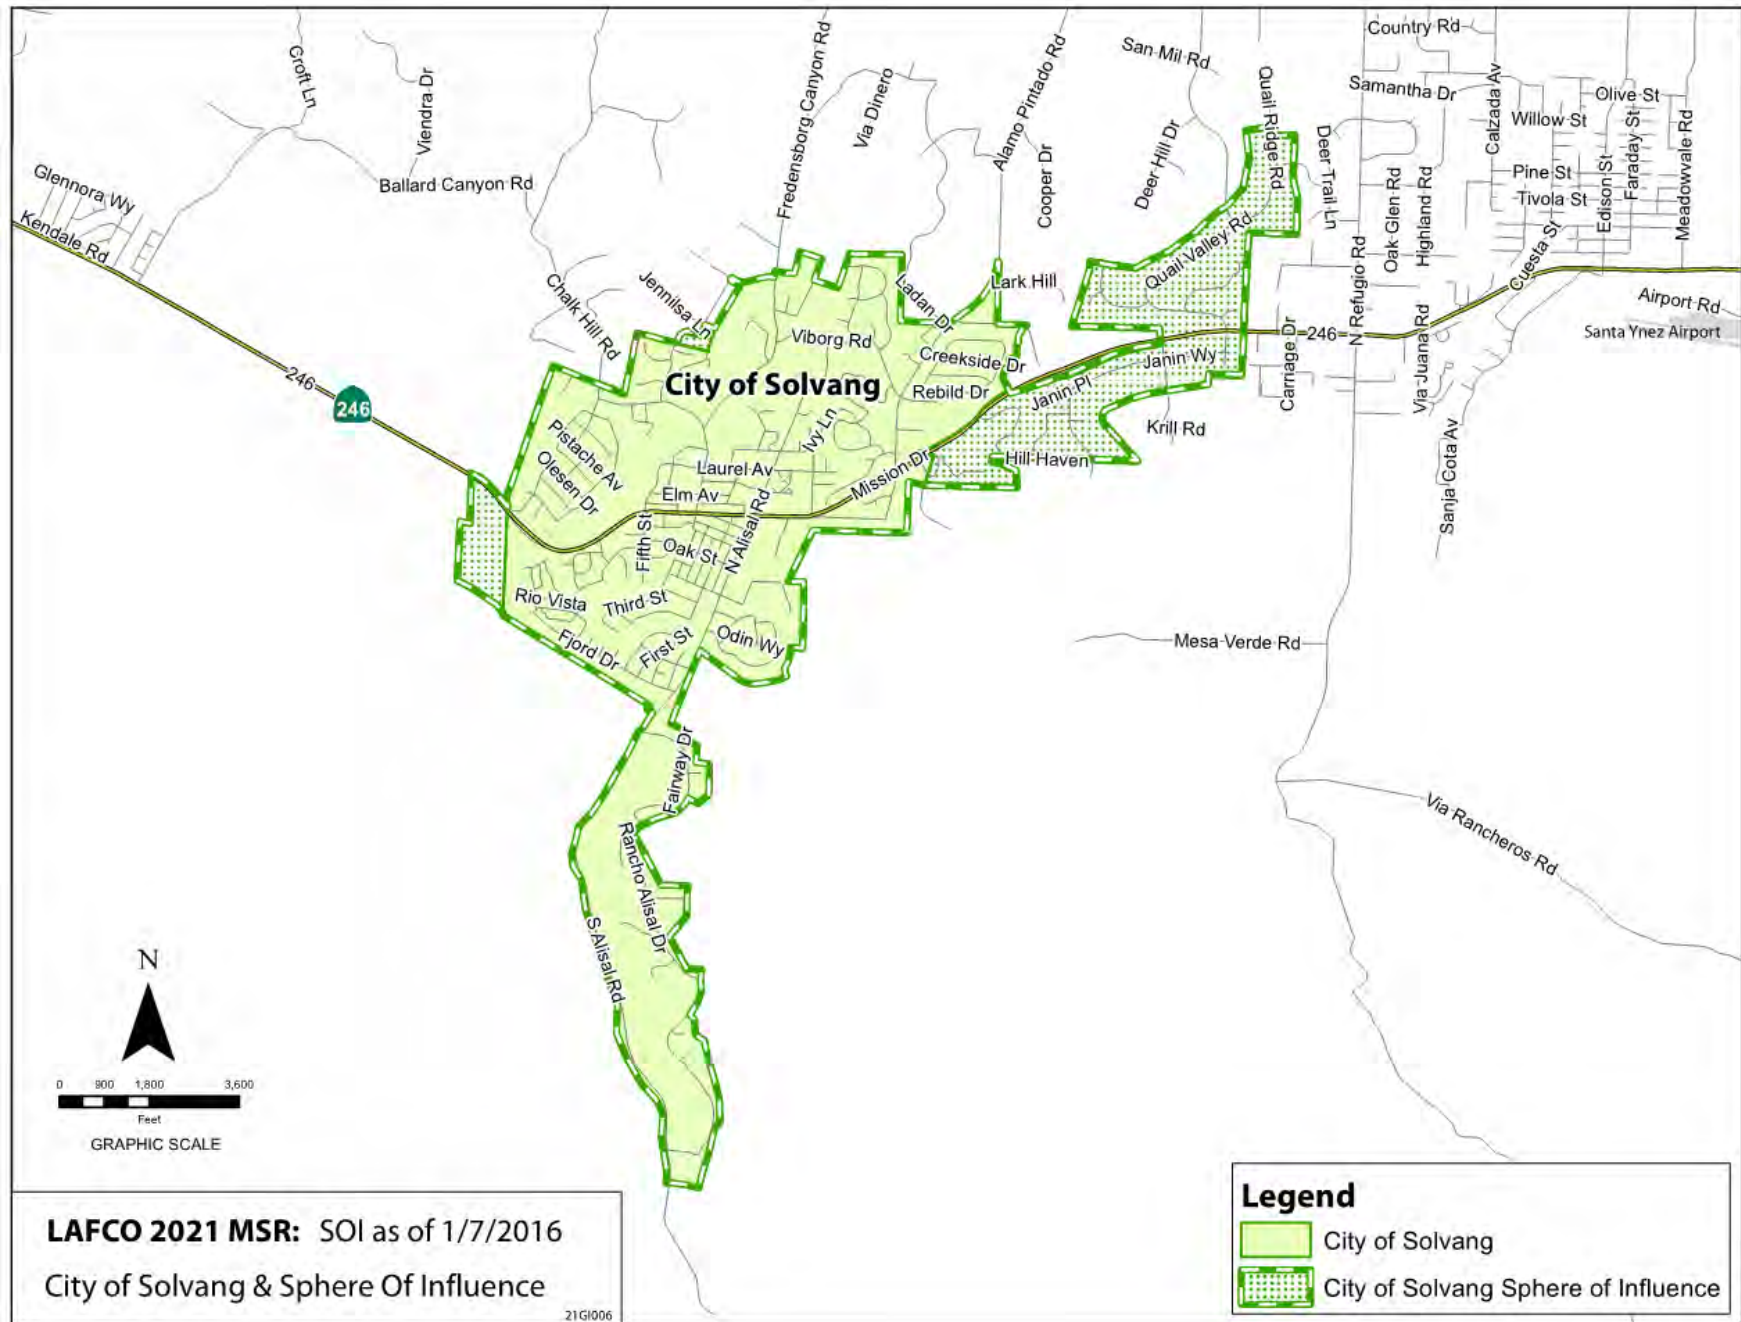 Country Rd
San Mil Rd
Croft Ln
Viendra Dr
Fredensborg Canyon Rd
Via Dinero
Alamo Pintado Rd
Quail Ridge Rd
Samantha Dr
Calzada Av
Olive St
Willow St
Faraday St
Meadowvale Rd
Glennora Wy
Ballard Canyon Rd
Cooper Dr
Deer Hill Dr
Deer Trail Ln
Oak Glen Rd
Highland Rd
Pine St
Tivola St
Edison St
Kendale Rd
Quail Valley Rd
N Refugio Rd
Cuesta St
Chalk Hill Rd
Jennilsa Ln
Ladan Dr
Lark Hill
Airport Rd
Santa Ynez Airport
Viborg Rd
246
Carriage Dr
Via Juana Rd
Creekside Dr
Janin Wy
City of Solvang
Rebild Dr
Janin Pl
246
246
Pistache Av
Olesen Dr
Ivy Ln
Krill Rd
Laurel Av
Mission Dr
Hill Haven
Sanja Cota Av
Elm Av
N Alisal Rd
Fifth St
Oak St
Rio Vista
Third St
Fjord Dr
First St
Odin Wy
Mesa Verde Rd
Fairway Dr
Via Rancheros Rd
Rancho Alisal Dr
S Alisal Rd
N
0 900 1,800 3,600
Feet
GRAPHIC SCALE
LAFCO 2021 MSR: SOI as of 1/7/2016
City of Solvang & Sphere Of Influence
21GI006
Legend
City of Solvang
City of Solvang Sphere of Influence